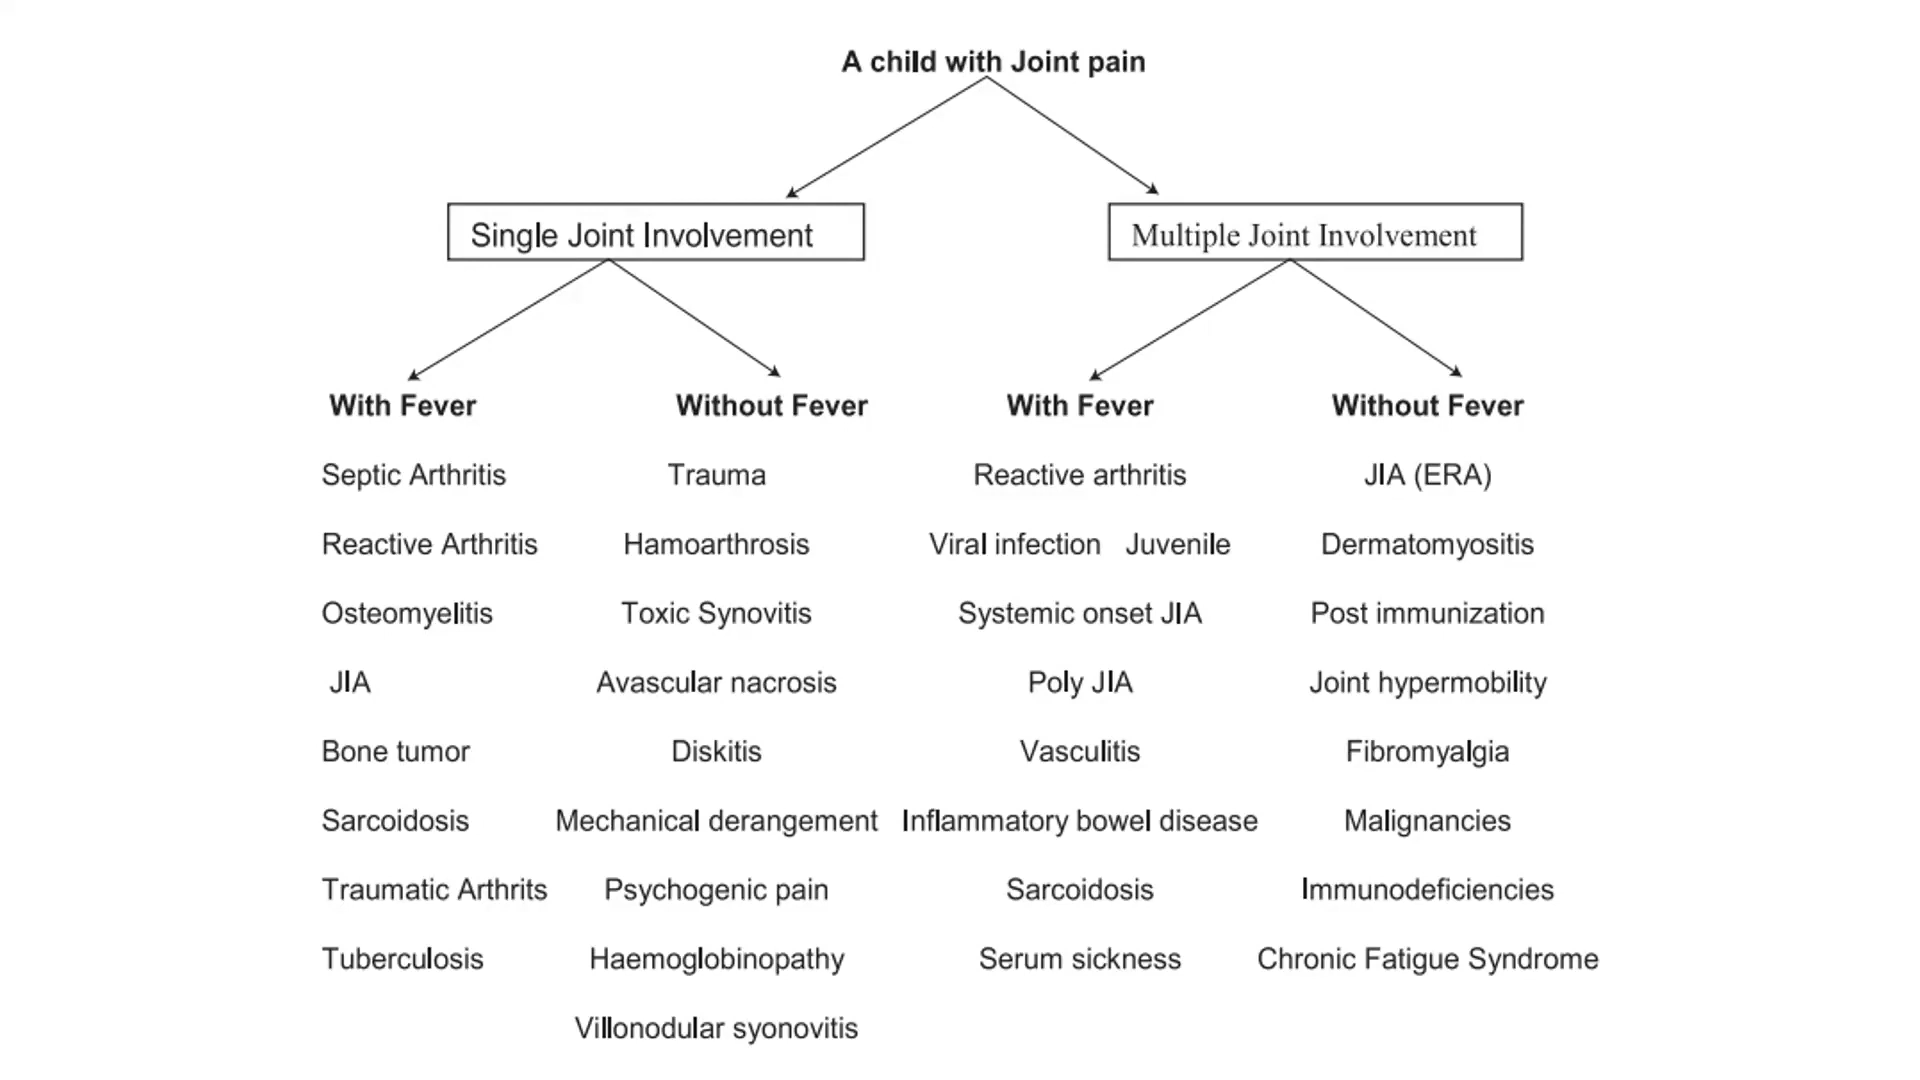 A child with Joint pain
Single Joint Involvement
Multiple Joint Involvement
With Fever
Septic Arthritis
Reactive Arthritis
Osteomyelitis
JIA
Bone tumor
Sarcoidosis
Traumatic Arthrits
Tuberculosis
Without Fever
Trauma
Hamoarthrosis
Toxic Synovitis
Avascular nacrosis
Diskitis
Mechanical derangement
Psychogenic pain
Haemoglobinopathy
Villonodular syonovitis
With Fever
Reactive arthritis
Viral infection Juvenile
Systemic onset JIA
Poly JIA
Vasculitis
Inflammatory bowel disease
Sarcoidosis
Serum sickness
Without Fever
JIA (ERA)
Dermatomyositis
Post immunization
Joint hypermobility
Fibromyalgia
Malignancies
Immunodeficiencies
Chronic Fatigue Syndrome